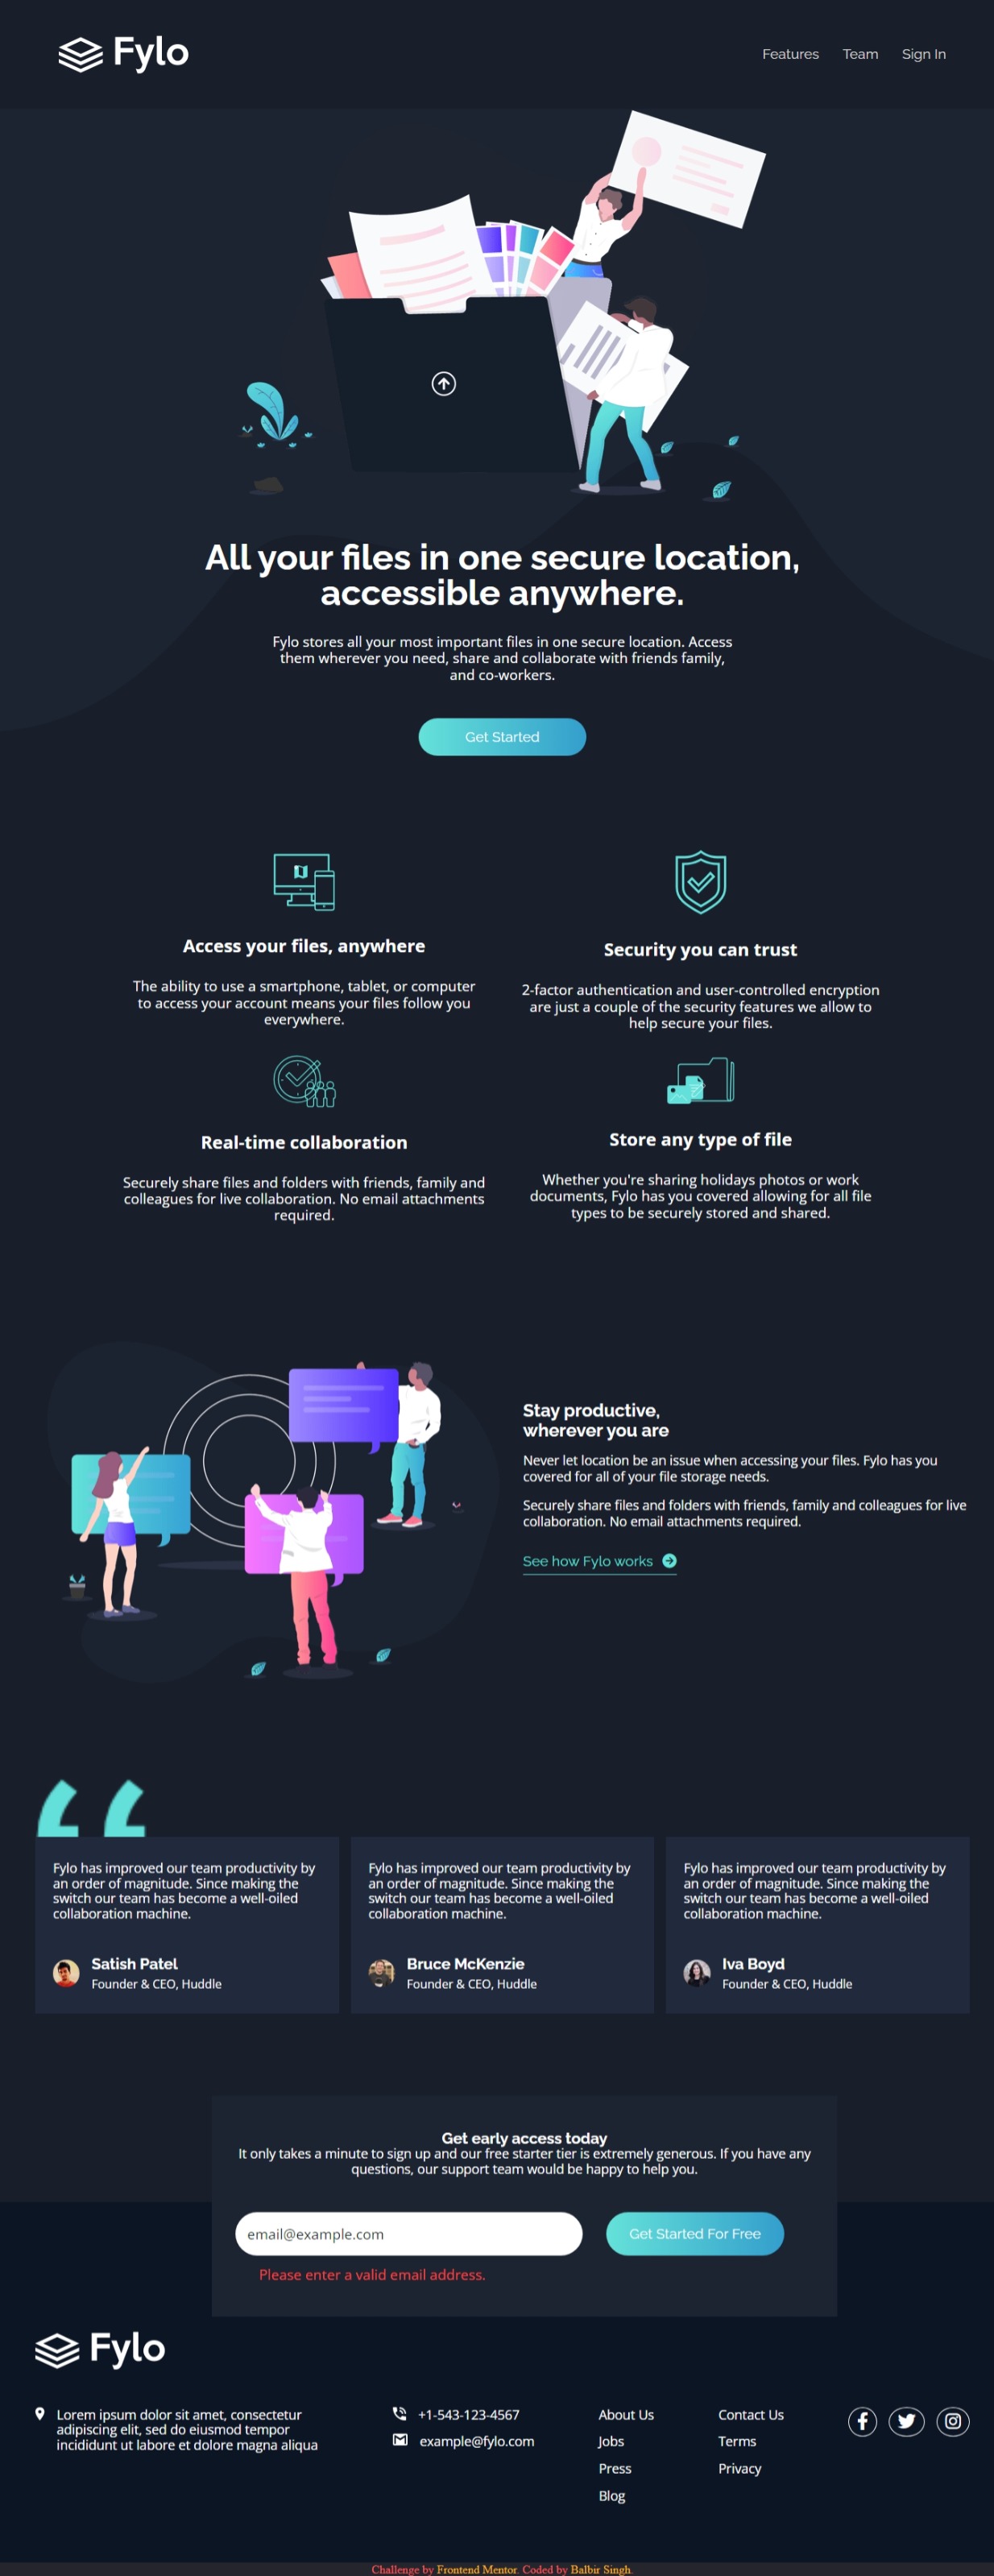 Fylo
Features Team Sign In
All your files in one secure location,
accessible anywhere.
Fylo stores all your most important files in one secure location. Access
them wherever you need, share and collaborate with friends family,
and co-workers.
Get Started
Access your files, anywhere
The ability to use a smartphone, tablet, or computer
to access your account means your files follow you
everywhere.
Security you can trust
2-factor authentication and user-controlled encryption
are just a couple of the security features we allow to
help secure your files.
Real-time collaboration
Securely share files and folders with friends, family and
colleagues for live collaboration. No email attachments
required.
Store any type of file
Whether you're sharing holidays photos or work
documents, Fylo has you covered allowing for all file
types to be securely stored and shared.
Stay productive,
wherever you are
Never let location be an issue when accessing your files. Fylo has you
covered for all of your file storage needs.
Securely share files and folders with friends, family and colleagues for live
collaboration. No email attachments required.
See how Fylo works
Fylo has improved our team productivity by
an order of magnitude. Since making the
switch our team has become a well-oiled
collaboration machine.
Satish Patel
Founder & CEO, Huddle
Fylo has improved our team productivity by
an order of magnitude. Since making the
switch our team has become a well-oiled
collaboration machine.
Bruce McKenzie
Founder & CEO, Huddle
Fylo has improved our team productivity by
an order of magnitude. Since making the
switch our team has become a well-oiled
collaboration machine.
Iva Boyd
Founder & CEO, Huddle
Get early access today
It only takes a minute to sign up and our free starter tier is extremely generous. If you have any
questions, our support team would be happy to help you.
email@example.com
Get Started For Free
Please enter a valid email address.
Fylo
Lorem ipsum dolor sit amet, consectetur
adipiscing elit, sed do eiusmod tempor
incididunt ut labore et dolore magna aliqua
+1-543-123-4567
example@fylo.com
About Us
Jobs
Press
Blog
Contact Us
Terms
Privacy
Challenge by Frontend Mentor. Coded by Balbir Singh.